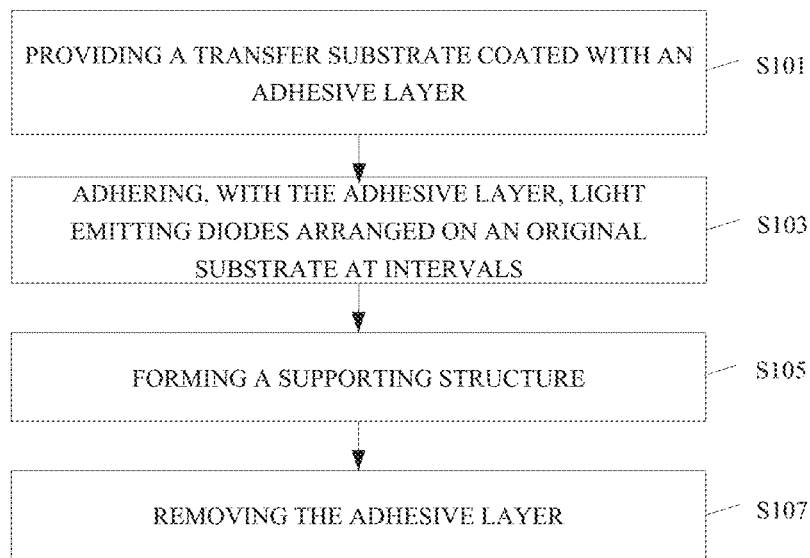 PROVIDING A TRANSFER SUBSTRATE COATED WITH AN
ADHESIVE LAYER
S101
ADHERING, WITH THE ADHESIVE LAYER, LIGHT
EMITTING DIODES ARRANGED ON AN ORIGINAL
SUBSTRATE AT INTERVALS
S103
FORMING A SUPPORTING STRUCTURE
S105
REMOVING THE ADHESIVE LAYER
S107